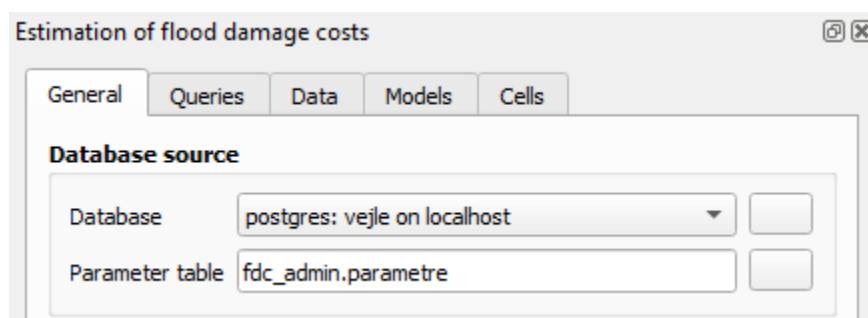 Estimation of flood damage costs
General Queries Data Models Cells
Database source
Database postgres: vejle on localhost
Parameter table fdc_admin.parametre